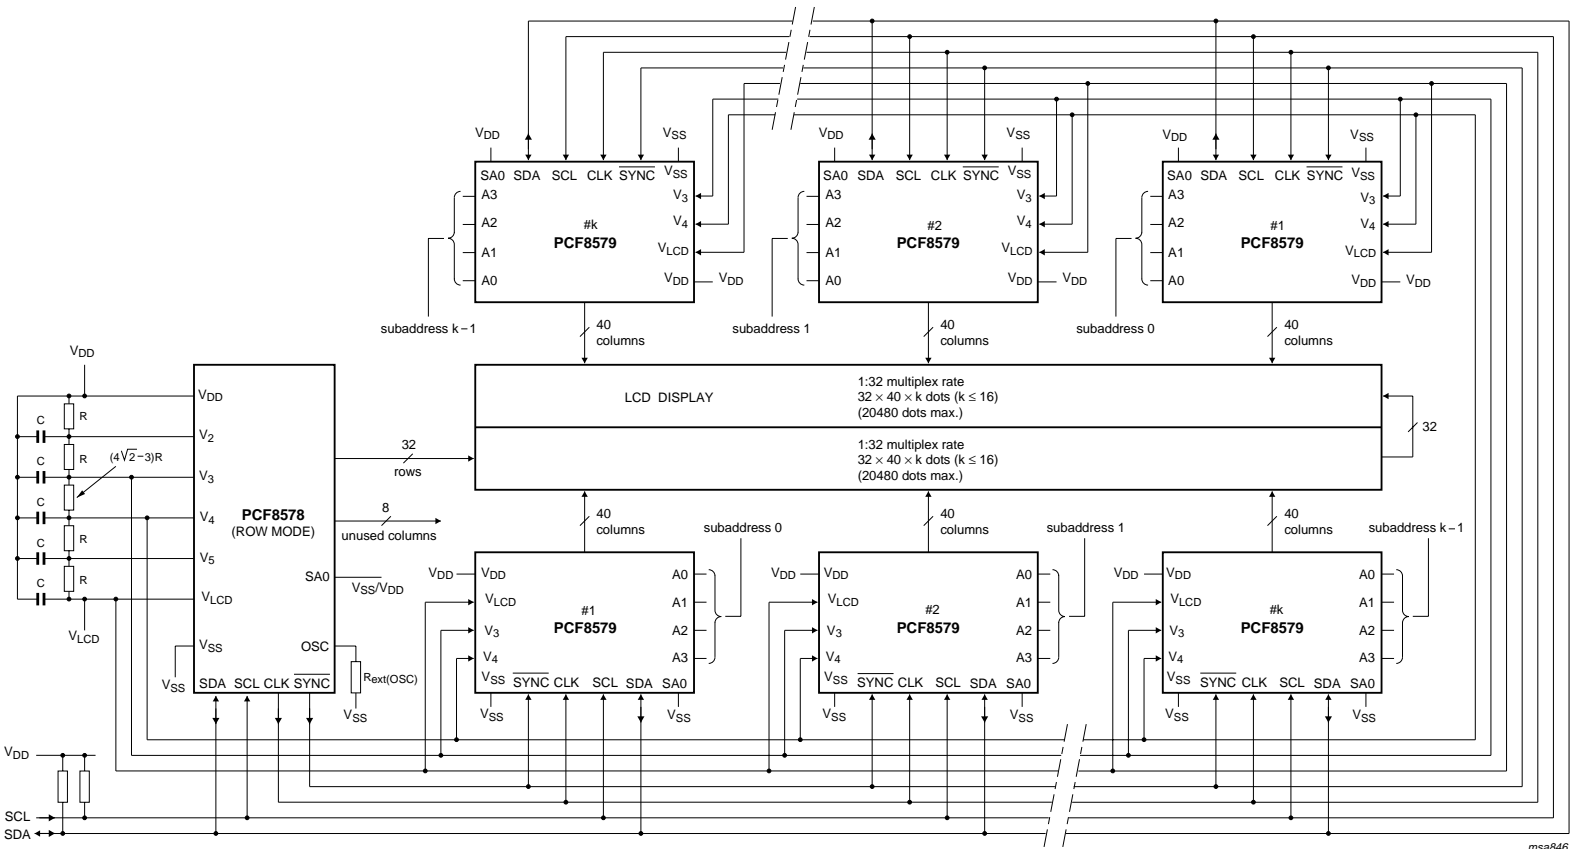 VDD VSS VDD VSS VDD VSS
SA0 SDA SCL CLK SYNC VSS
A3 V3
A2 #k V4
PCF8579
A1 VLCD
A0 VDD VDD
subaddress k−1
40
columns
SA0 SDA SCL CLK SYNC VSS
A3 V3
A2 #2 V4
PCF8579
A1 VLCD
A0 VDD VDD
subaddress 1
40
columns
SA0 SDA SCL CLK SYNC VSS
A3 V3
A2 #1 V4
PCF8579
A1 VLCD
A0 VDD VDD
subaddress 0
40
columns
VDD
C R
C R
C (4√2−3)R
C
C R
C R
VLCD
VDD
V2
V3
V4
PCF8578
(ROW MODE)
V5
SA0
VSS/VDD
VLCD
VSS OSC
VSS
Rext(OSC)
VSS
SDA SCL CLK SYNC
32
rows
8
unused columns
LCD DISPLAY
1:32 multiplex rate
32 × 40 × k dots (k ≤ 16)
(20480 dots max.)
1:32 multiplex rate
32 × 40 × k dots (k ≤ 16)
(20480 dots max.)
32
40
columns
subaddress 0
VDD VDD A0
VLCD A1
#1
PCF8579
V3 A2
V4 A3
VSS SYNC CLK SCL SDA SA0
VSS VSS
40
columns
subaddress 1
VDD VDD A0
VLCD A1
#2
PCF8579
V3 A2
V4 A3
VSS SYNC CLK SCL SDA SA0
VSS VSS
40
columns
subaddress k−1
VDD VDD A0
VLCD A1
#k
PCF8579
V3 A2
V4 A3
VSS SYNC CLK SCL SDA SA0
VSS VSS
VDD
SCL
SDA
msa846